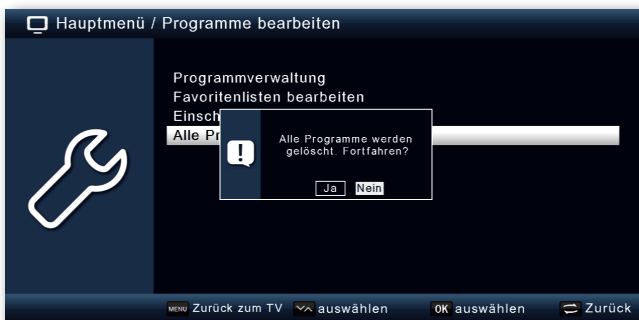 Hauptmenü / Programme bearbeiten
Programmverwaltung
Favoritenlisten bearbeiten
Einsch
Alle Pr
Alle Programme werden
gelöscht. Fortfahren?
Ja Nein
MENU Zurück zum TV auswählen OK auswählen Zurück